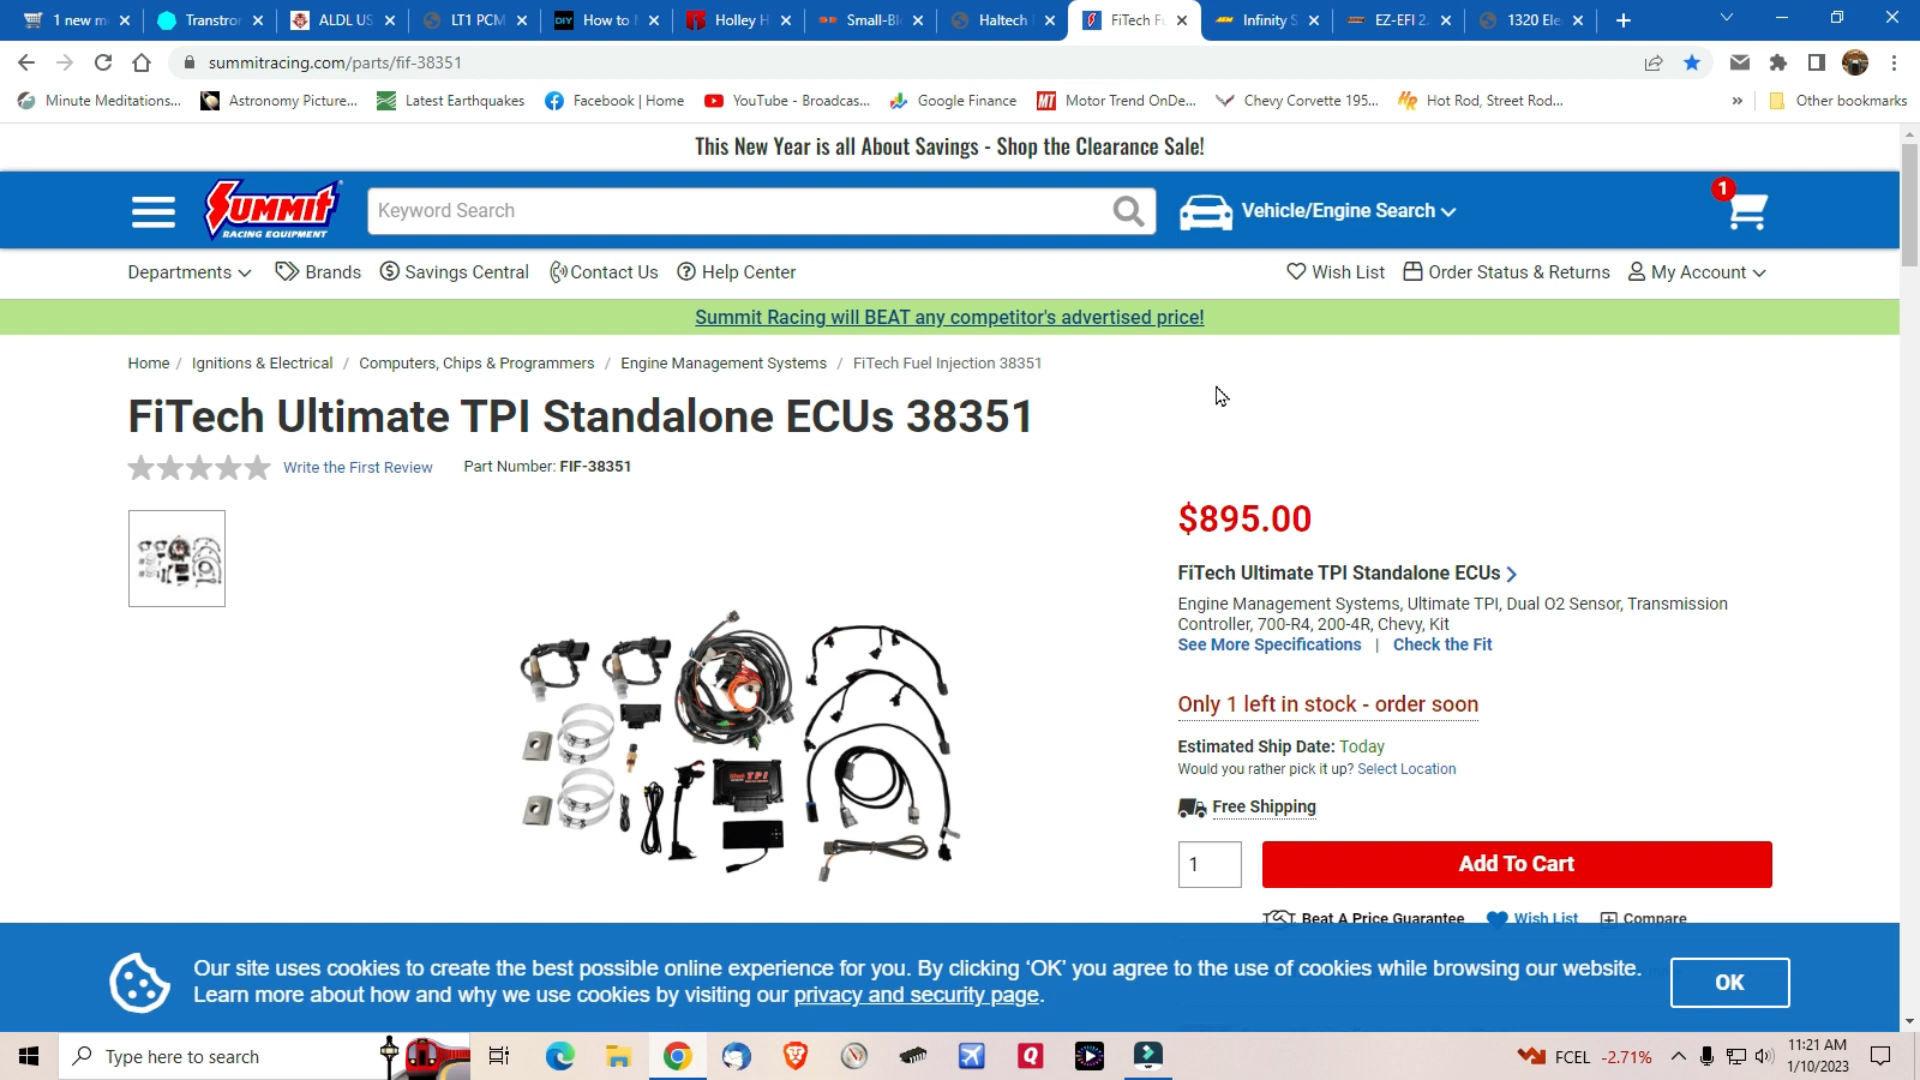 1 new m
Transtror
ALDL US
LT1 PCM
DIY
How to
Holley H
Small-Bl
Haltech
FiTech Fu
Infinity S
EZ-EFI 2.
1320 Ele
summitracing.com/parts/fif-38351
Minute Meditations...
Astronomy Picture...
Latest Earthquakes
Facebook | Home
YouTube - Broadcas...
Google Finance
MT
Motor Trend OnDe...
Chevy Corvette 195...
HR
Hot Rod, Street Rod...
»
Other bookmarks
This New Year is all About Savings - Shop the Clearance Sale!
SUMMIT
RACING EQUIPMENT
Keyword Search
Vehicle/Engine Search
1
Departments
Brands
Savings Central
Contact Us
Help Center
Wish List
Order Status & Returns
My Account
Summit Racing will BEAT any competitor's advertised price!
Home / Ignitions & Electrical / Computers, Chips & Programmers / Engine Management Systems / FiTech Fuel Injection 38351
FiTech Ultimate TPI Standalone ECUs 38351
Write the First Review
Part Number: FIF-38351
$895.00
FiTech Ultimate TPI Standalone ECUs
Engine Management Systems, Ultimate TPI, Dual O2 Sensor, Transmission
Controller, 700-R4, 200-4R, Chevy, Kit
See More Specifications | Check the Fit
Only 1 left in stock - order soon
Estimated Ship Date: Today
Would you rather pick it up? Select Location
Free Shipping
1
Add To Cart
TPI
Beat A Price Guarantee
Wish List
Compare
Our site uses cookies to create the best possible online experience for you. By clicking ‘OK’ you agree to the use of cookies while browsing our website.
Learn more about how and why we use cookies by visiting our privacy and security page.
OK
Type here to search
Q
FCEL -2.71%
11:21 AM
1/10/2023